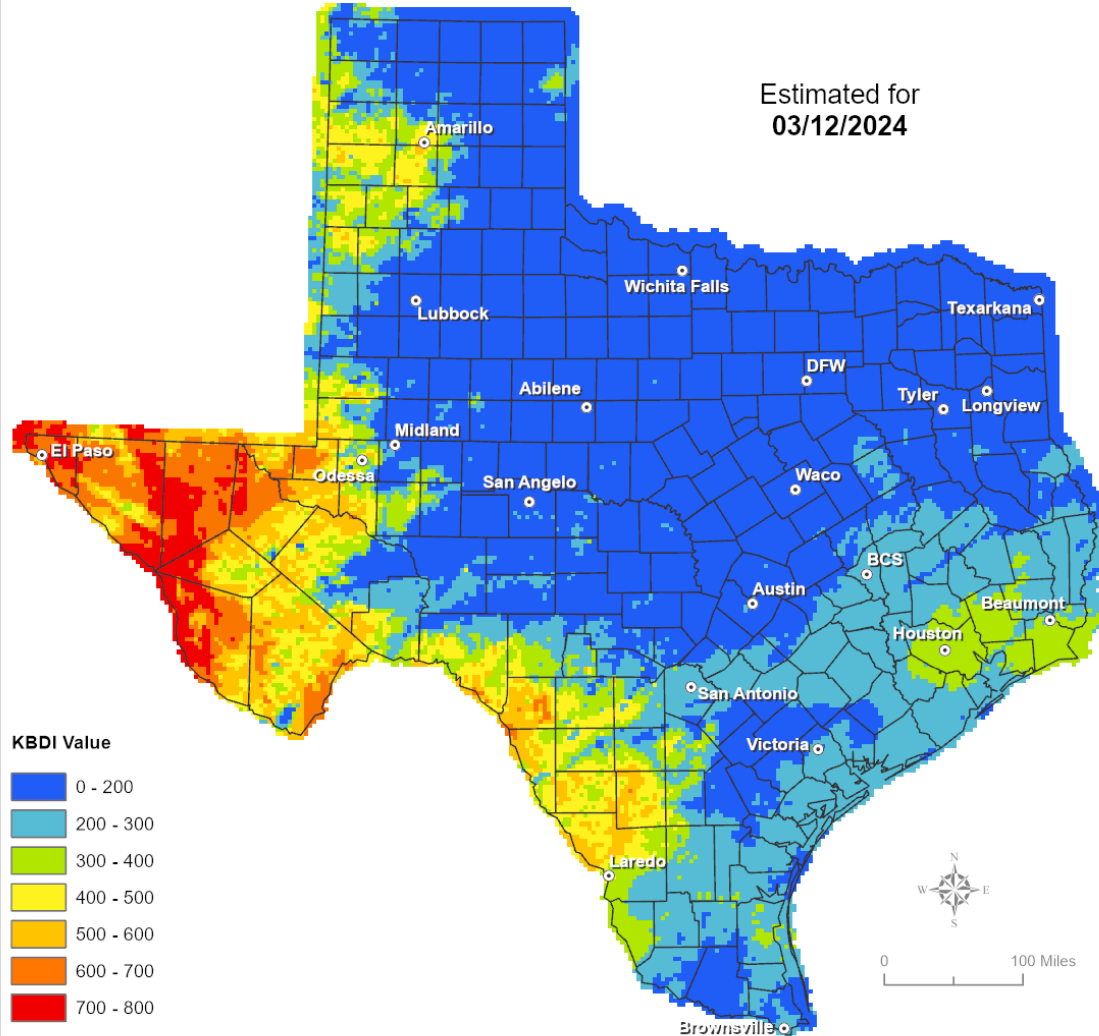 Estimated for
03/12/2024
Amarillo
Wichita Falls
Lubbock
Texarkana
DFW
Abilene
Tyler
Longview
Midland
El Paso
Odessa
San Angelo
Waco
BCS
Austin
Beaumont
Houston
San Antonio
Victoria
KBDI Value
0 - 200
200 - 300
300 - 400
400 - 500
500 - 600
600 - 700
700 - 800
Laredo
N
W E
S
0 100 Miles
Brownsville